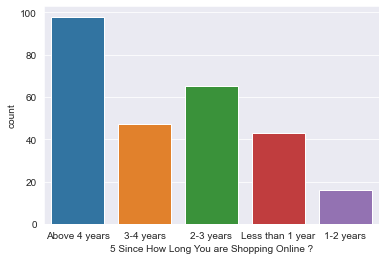 100
80
60
40
20
0
count
Above 4 years 3-4 years 2-3 years Less than 1 year 1-2 years
5 Since How Long You are Shopping Online ?